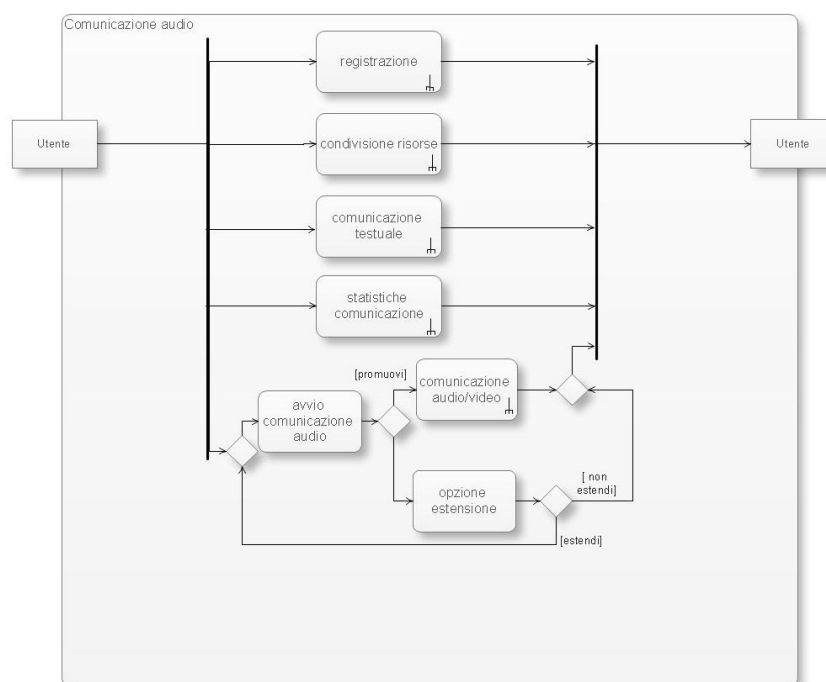 Comunicazione audio
registrazione
Utente
condivisione risorse
Utente
comunicazione
testuale
statistiche
comunicazione
[promuovi]
comunicazione
audio/video
avvio
comunicazione
audio
opzione
estensione
[ non
estendi]
[estendi]